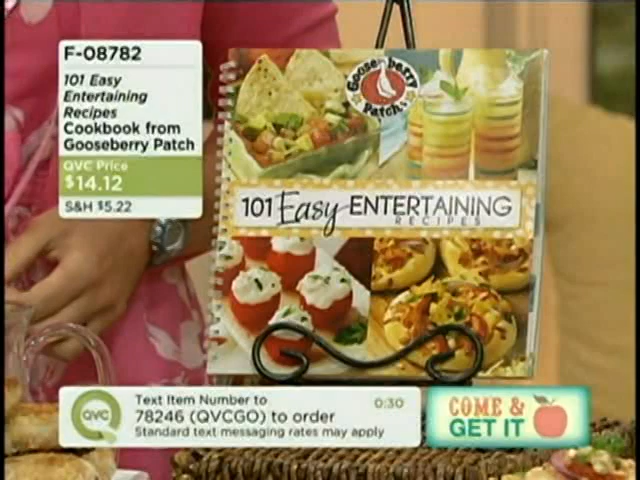 F-08782
101 Easy
Entertaining
Recipes
Cookbook from
Gooseberry Patch
QVC Price
$14.12
S&H $5.22
Gooseberry
Patch
101 Easy ENTERTAINING
RECIPES
QVC
Text Item Number to
0:30
78246 (QVCGO) to order
Standard text messaging rates may apply
COME &
GET IT